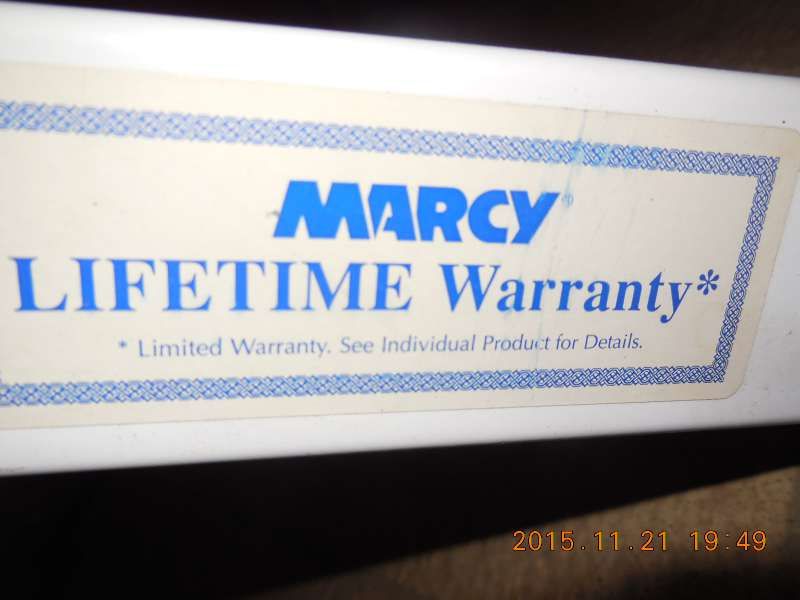 MARCY®
LIFETIME Warranty*
* Limited Warranty. See Individual Product for Details.
2015.11.21 19:49